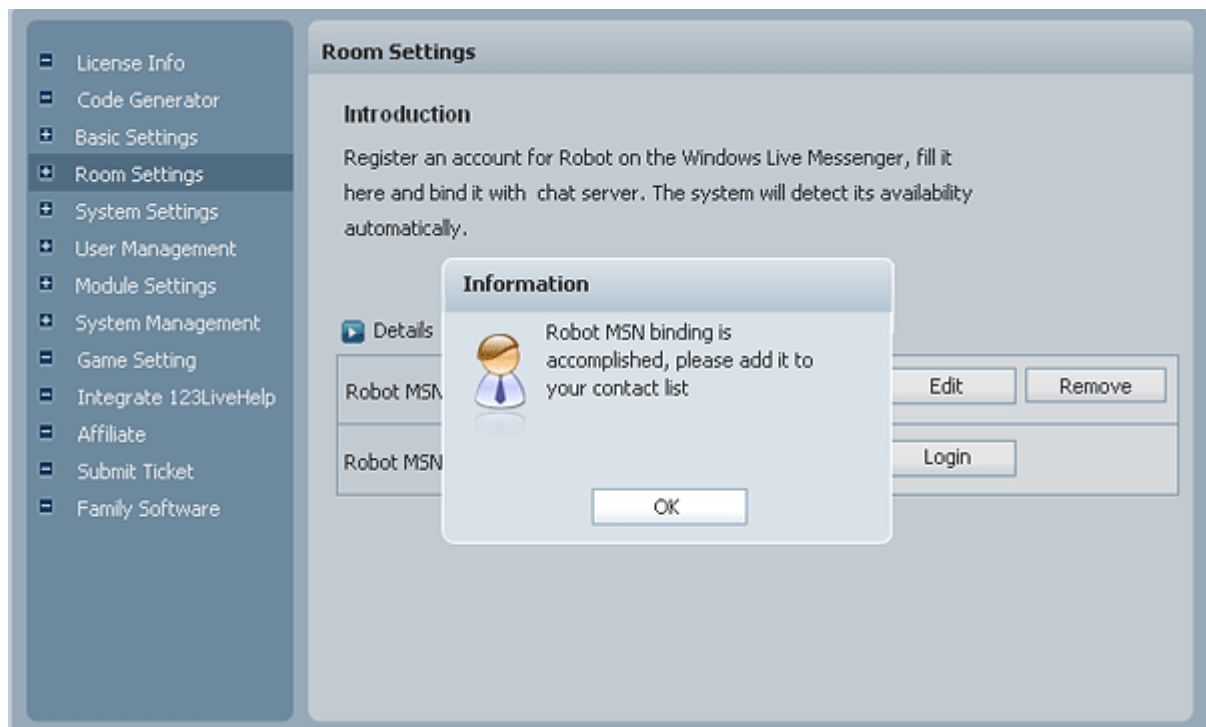 License Info
Code Generator
Basic Settings
Room Settings
System Settings
User Management
Module Settings
System Management
Game Setting
Integrate 123LiveHelp
Affiliate
Submit Ticket
Family Software
Room Settings
Introduction
Register an account for Robot on the Windows Live Messenger, fill it
here and bind it with chat server. The system will detect its availability
automatically.
Details
Robot MSN
Edit
Remove
Robot MSN
Login
Information
Robot MSN binding is
accomplished, please add it to
your contact list
OK